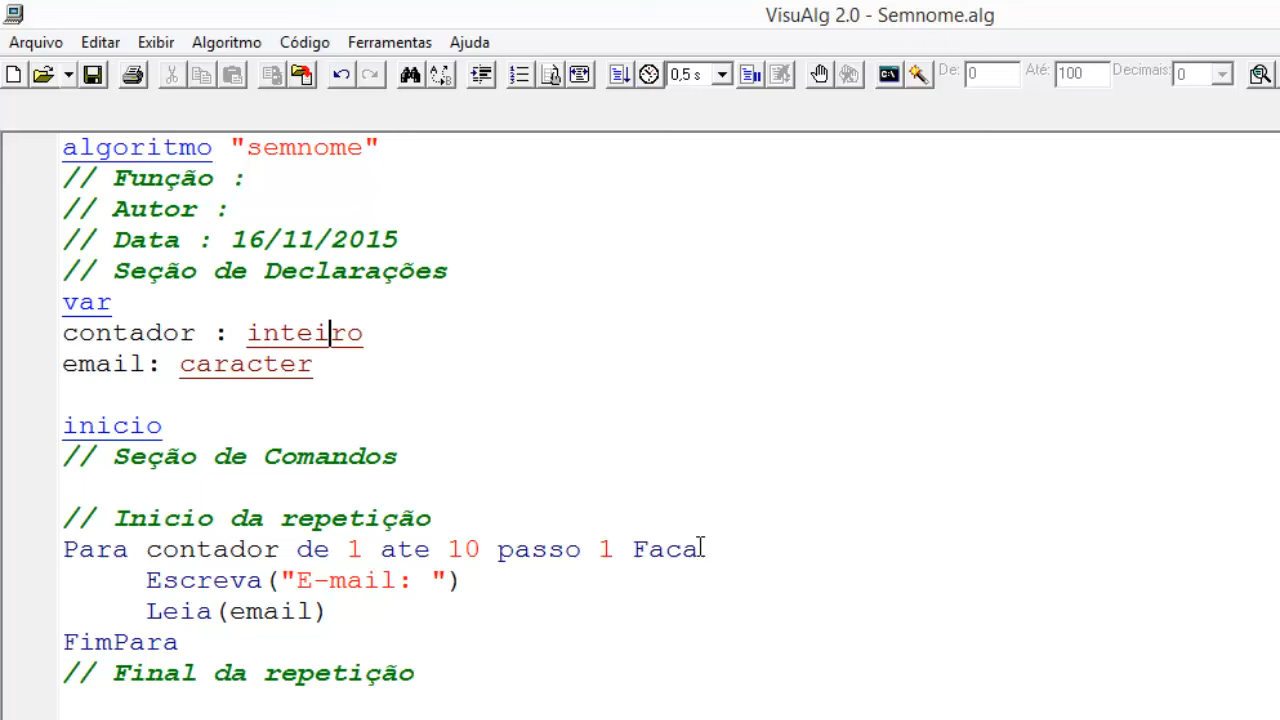 VisuAlg 2.0 - Semnome.alg
Arquivo Editar Exibir Algoritmo Código Ferramentas Ajuda
0,5 s De: 0 Até: 100 Decimais: 0
algoritmo "semnome"
// Função :
// Autor :
// Data : 16/11/2015
// Seção de Declarações
var
contador : inteiro
email: caracter
inicio
// Seção de Comandos
// Inicio da repetição
Para contador de 1 ate 10 passo 1 Faca
Escreva("E-mail: ")
Leia(email)
FimPara
// Final da repetição